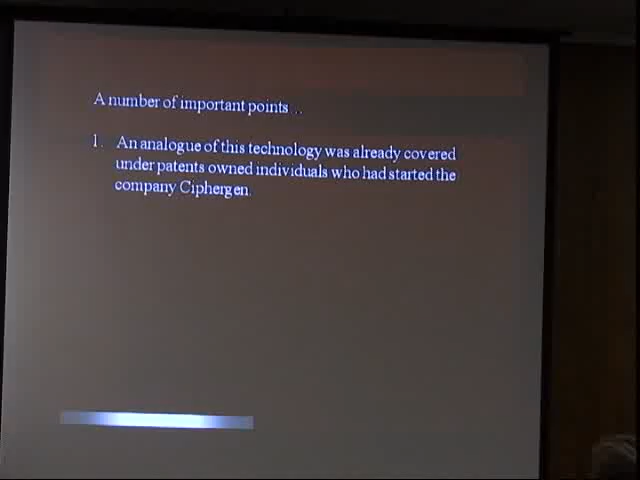 A number of important points ...
1. An analogue of this technology was already covered
under patents owned individuals who had started the
company Ciphergen.